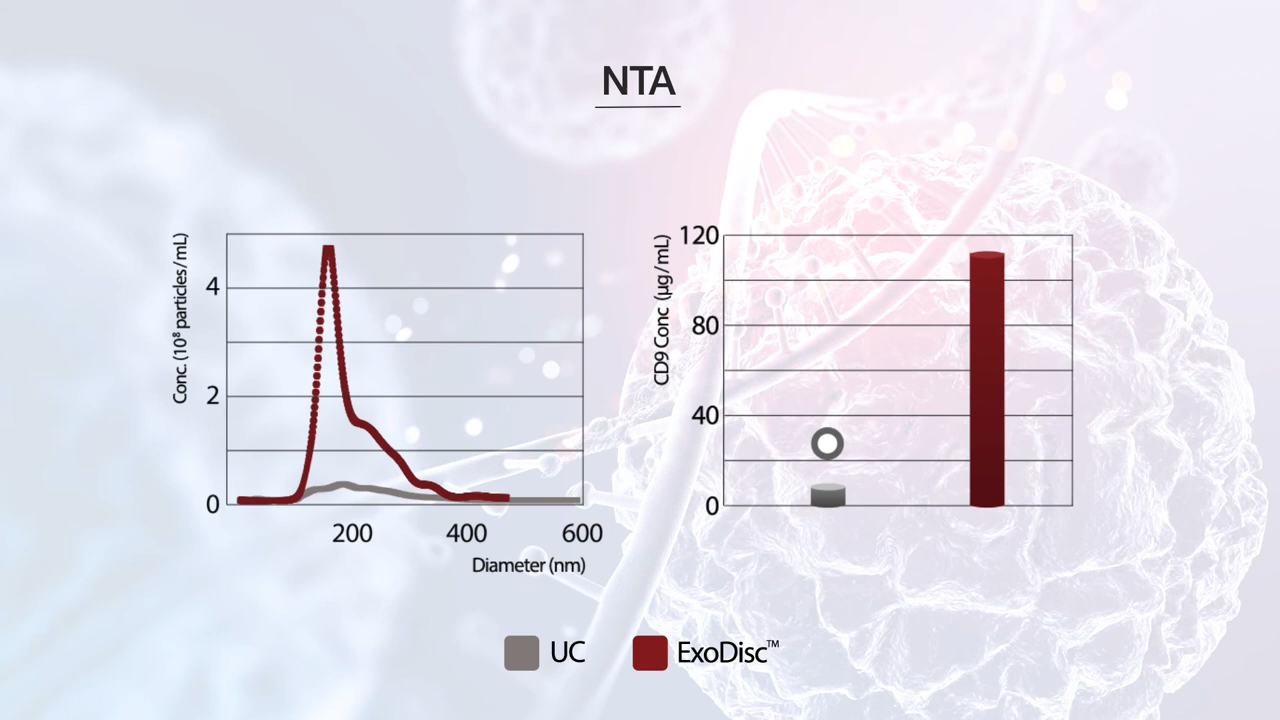 NTA
Conc. (10⁸ particles/mL)
4
2
0
200 400 600
Diameter (nm)
CD9 Conc (µg/mL)
120
80
40
0
UC ExoDisc™